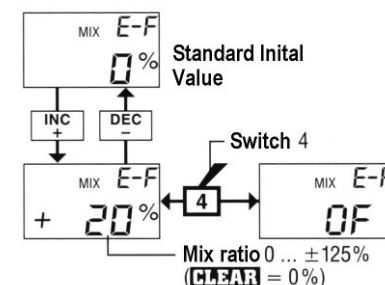 MIX E-F
0%
Standard Inital
Value
INC
+
DEC
–
Switch 4
MIX E-F
+ 20%
4
MIX E-F
0F
Mix ratio 0 ... ±125%
(CLEAR = 0%)